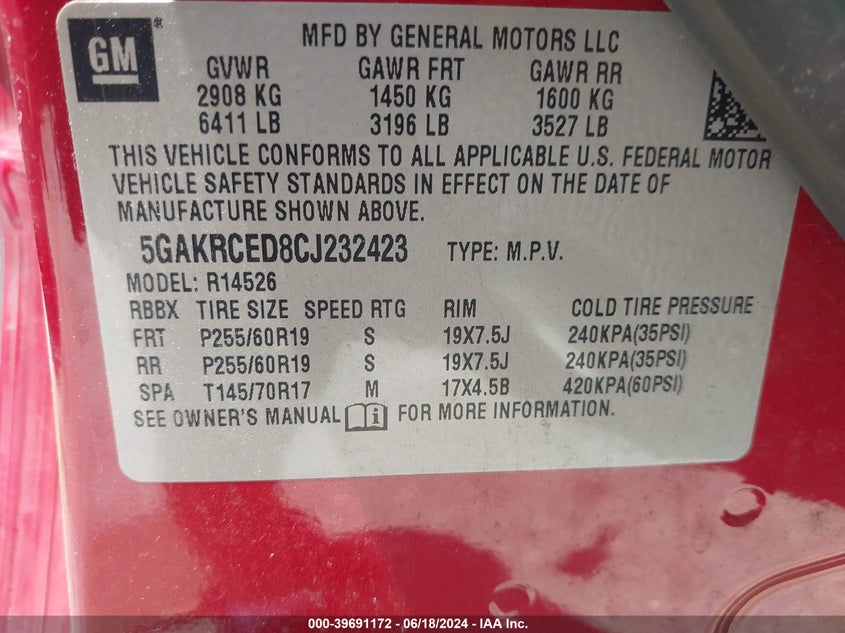 GM ®
MFD BY GENERAL MOTORS LLC
GVWR GAWR FRT GAWR RR
2908 KG 1450 KG 1600 KG
6411 LB 3196 LB 3527 LB
THIS VEHICLE CONFORMS TO ALL APPLICABLE U.S. FEDERAL MOTOR
VEHICLE SAFETY STANDARDS IN EFFECT ON THE DATE OF
MANUFACTURE SHOWN ABOVE.
5GAKRCED8CJ232423 TYPE: M.P.V.
MODEL: R14526
RBBX TIRE SIZE SPEED RTG RIM COLD TIRE PRESSURE
FRT P255/60R19 S 19X7.5J 240KPA(35PSI)
RR P255/60R19 S 19X7.5J 240KPA(35PSI)
SPA T145/70R17 M 17X4.5B 420KPA(60PSI)
SEE OWNER'S MANUAL FOR MORE INFORMATION.
000-39691172 - 06/18/2024 - IAA Inc.